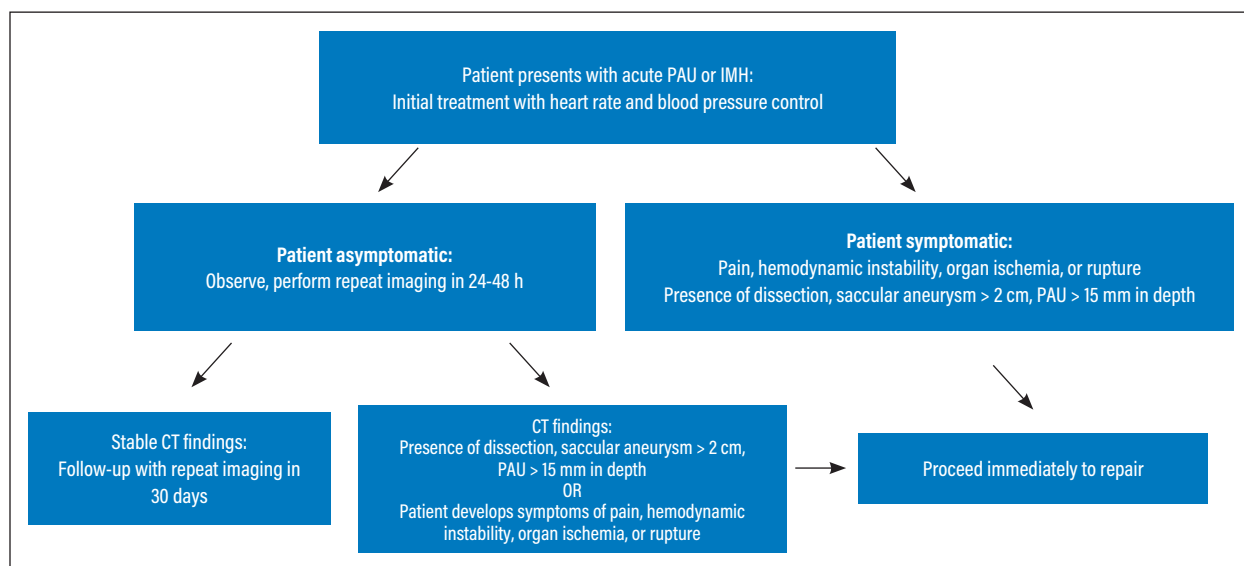 Patient presents with acute PAU or IMH:
Initial treatment with heart rate and blood pressure control
Patient asymptomatic:
Observe, perform repeat imaging in 24-48 h
Patient symptomatic:
Pain, hemodynamic instability, organ ischemia, or rupture
Presence of dissection, saccular aneurysm > 2 cm, PAU > 15 mm in depth
Stable CT findings:
Follow-up with repeat imaging in
30 days
CT findings:
Presence of dissection, saccular aneurysm > 2 cm,
PAU > 15 mm in depth
OR
Patient develops symptoms of pain, hemodynamic
instability, organ ischemia, or rupture
Proceed immediately to repair